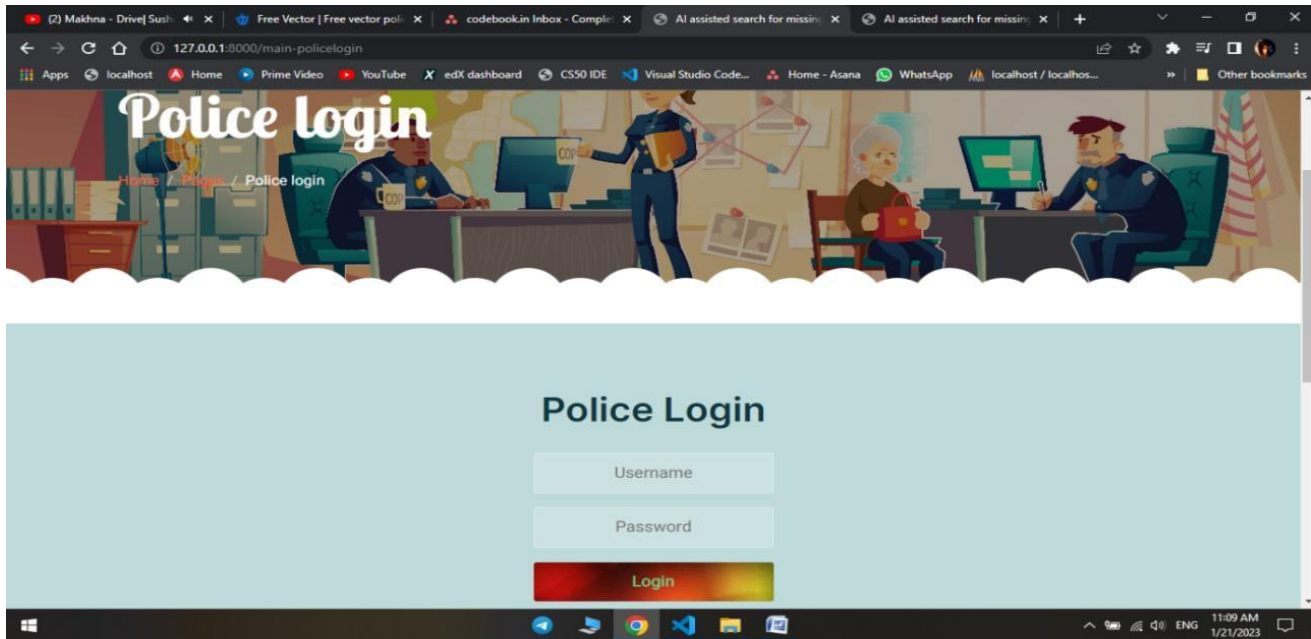 (2) Makhna - Drive| Sush
Free Vector | Free vector poli
codebook.in Inbox - Complet
AI assisted search for missing
AI assisted search for missing
127.0.0.1:8000/main-policelogin
Apps localhost Home Prime Video YouTube edX dashboard CS50 IDE Visual Studio Code... Home - Asana WhatsApp localhost / localhos... » Other bookmarks
Police login
Home / Pages / Police login
COP
COP
Police Login
Username
Password
Login
ENG 11:09 AM
1/21/2023